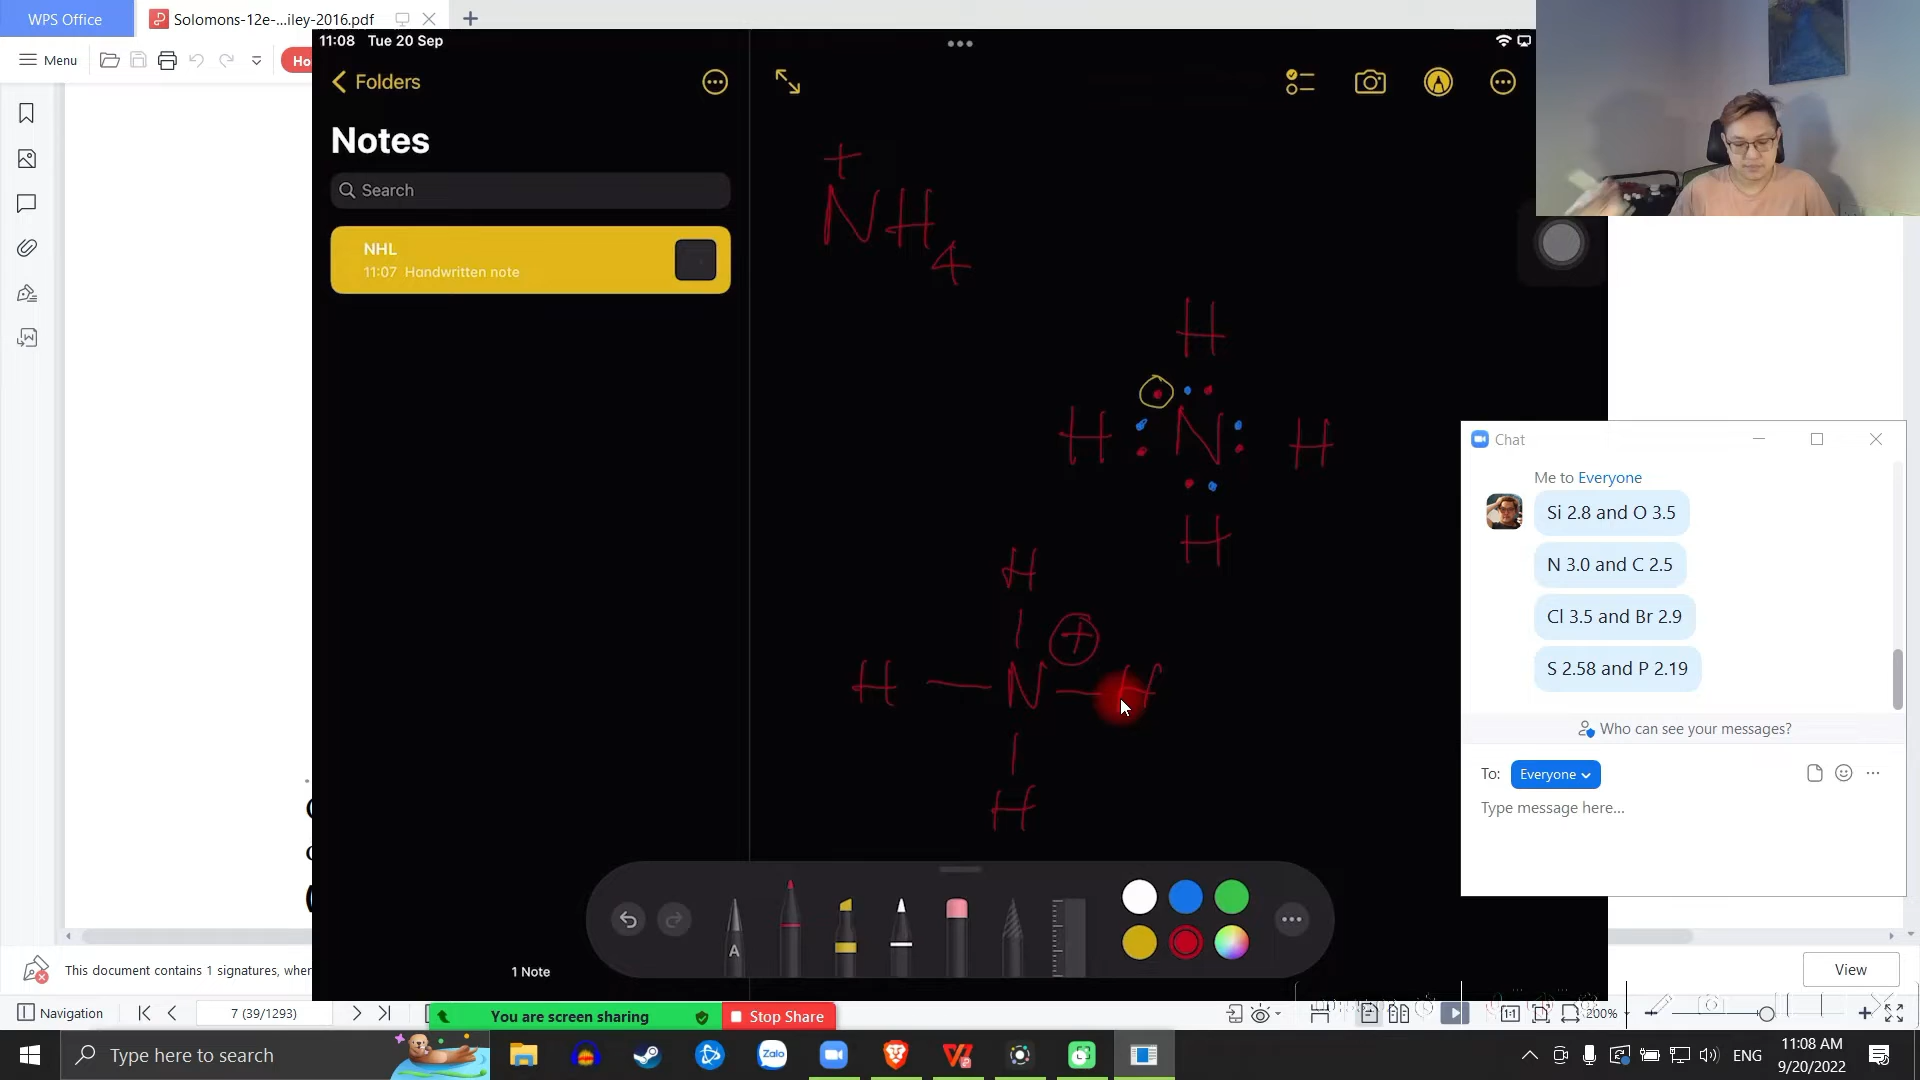 WPS Office
Solomons-12e-...iley-2016.pdf
Menu
Ho
11:08 Tue 20 Sep
Folders
Notes
Search
NHL
11:07 Handwritten note
1 Note
+
NH4
H
H N H
H
H
H — N — H
+
H
A
Chat
Me to Everyone
Si 2.8 and O 3.5
N 3.0 and C 2.5
Cl 3.5 and Br 2.9
S 2.58 and P 2.19
Who can see your messages?
To: Everyone
Type message here...
This document contains 1 signatures, wher
View
Navigation
7 (39/1293)
You are screen sharing
Stop Share
1:1
200%
Type here to search
Zalo
ENG
11:08 AM
9/20/2022